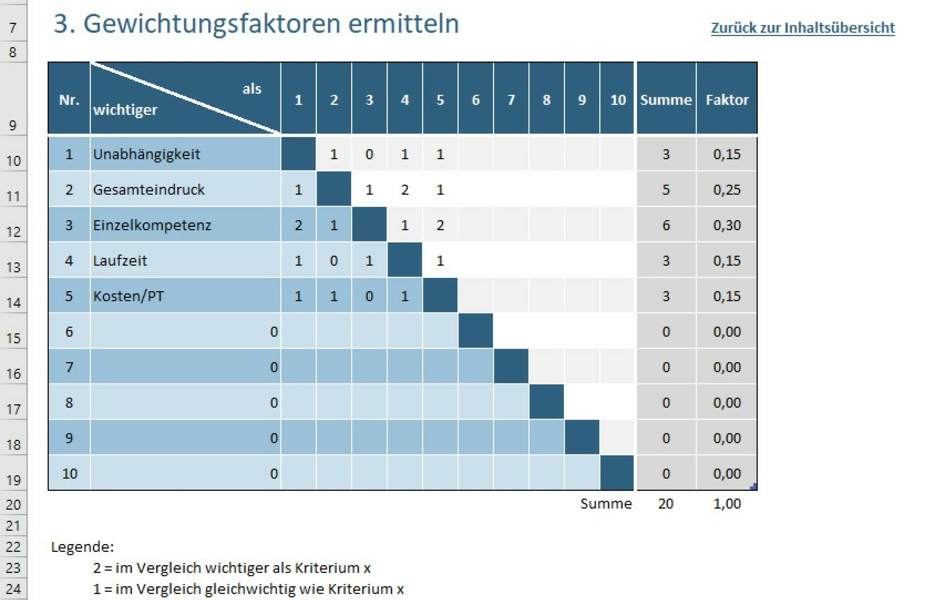 7 3. Gewichtungsfaktoren ermitteln Zurück zur Inhaltsübersicht
8
als
9 Nr. wichtiger 1 2 3 4 5 6 7 8 9 10 Summe Faktor
10 1 Unabhängigkeit 1 0 1 1 3 0,15
11 2 Gesamteindruck 1 1 2 1 5 0,25
12 3 Einzelkompetenz 2 1 1 2 6 0,30
13 4 Laufzeit 1 0 1 1 3 0,15
14 5 Kosten/PT 1 1 0 1 3 0,15
15 6 0 0 0,00
16 7 0 0 0,00
17 8 0 0 0,00
18 9 0 0 0,00
19 10 0 0 0,00
20 Summe 20 1,00
21
22 Legende:
23 2 = im Vergleich wichtiger als Kriterium x
24 1 = im Vergleich gleichwichtig wie Kriterium x